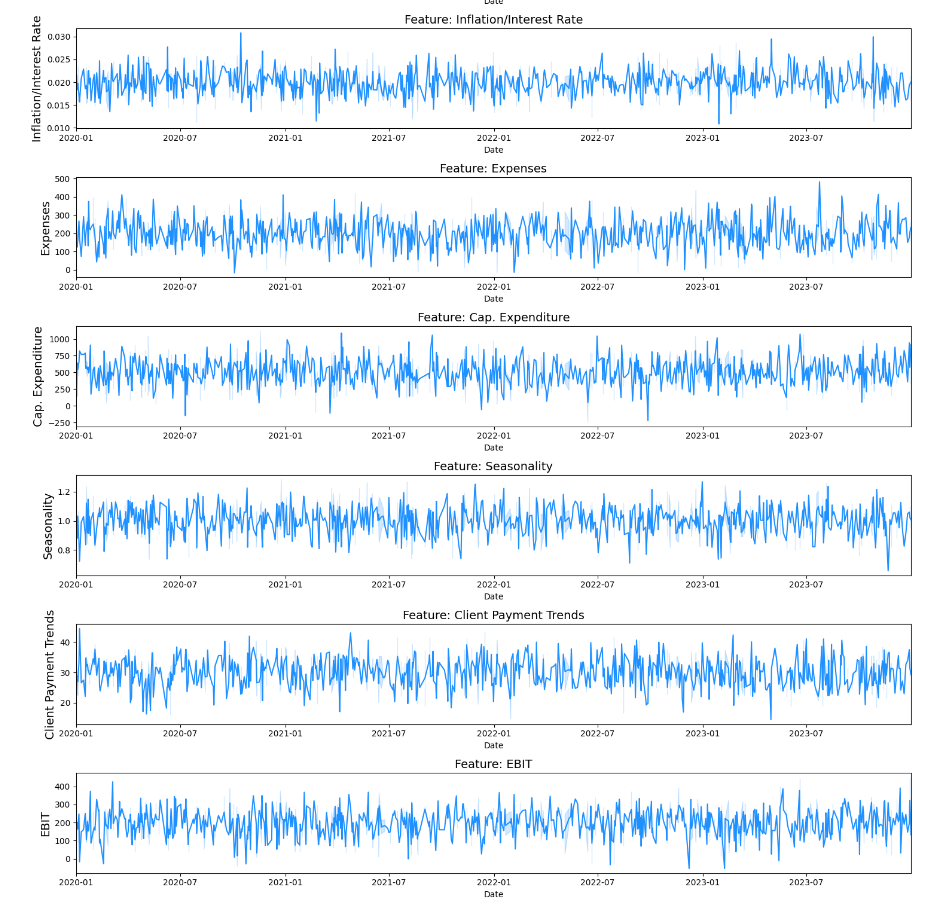 Date
Feature: Inflation/Interest Rate
Inflation/Interest Rate
0.030
0.025
0.020
0.015
0.010
2020-01 2020-07 2021-01 2021-07 2022-01 2022-07 2023-01 2023-07
Date
Feature: Expenses
Expenses
500
400
300
200
100
0
2020-01 2020-07 2021-01 2021-07 2022-01 2022-07 2023-01 2023-07
Date
Feature: Cap. Expenditure
Cap. Expenditure
1000
750
500
250
0
−250
2020-01 2020-07 2021-01 2021-07 2022-01 2022-07 2023-01 2023-07
Date
Feature: Seasonality
Seasonality
1.2
1.0
0.8
2020-01 2020-07 2021-01 2021-07 2022-01 2022-07 2023-01 2023-07
Date
Feature: Client Payment Trends
Client Payment Trends
40
30
20
2020-01 2020-07 2021-01 2021-07 2022-01 2022-07 2023-01 2023-07
Date
Feature: EBIT
EBIT
400
300
200
100
0
2020-01 2020-07 2021-01 2021-07 2022-01 2022-07 2023-01 2023-07
Date